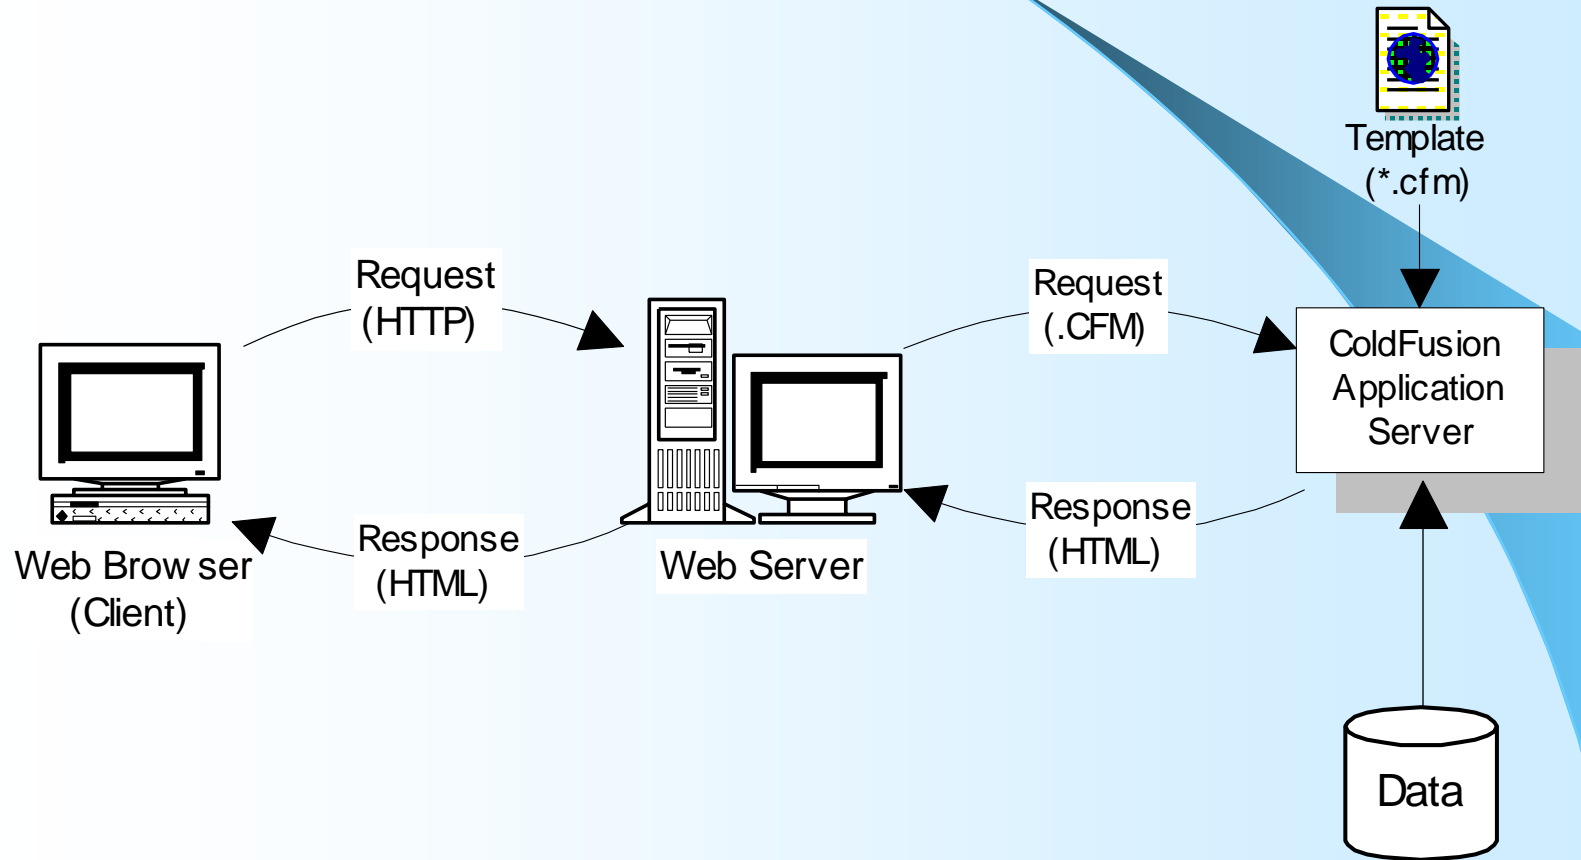 Template
(*.cfm)
Request
(HTTP)
Request
(.CFM)
ColdFusion
Application
Server
Response
(HTML)
Web Browser
(Client)
Web Server
Response
(HTML)
Data